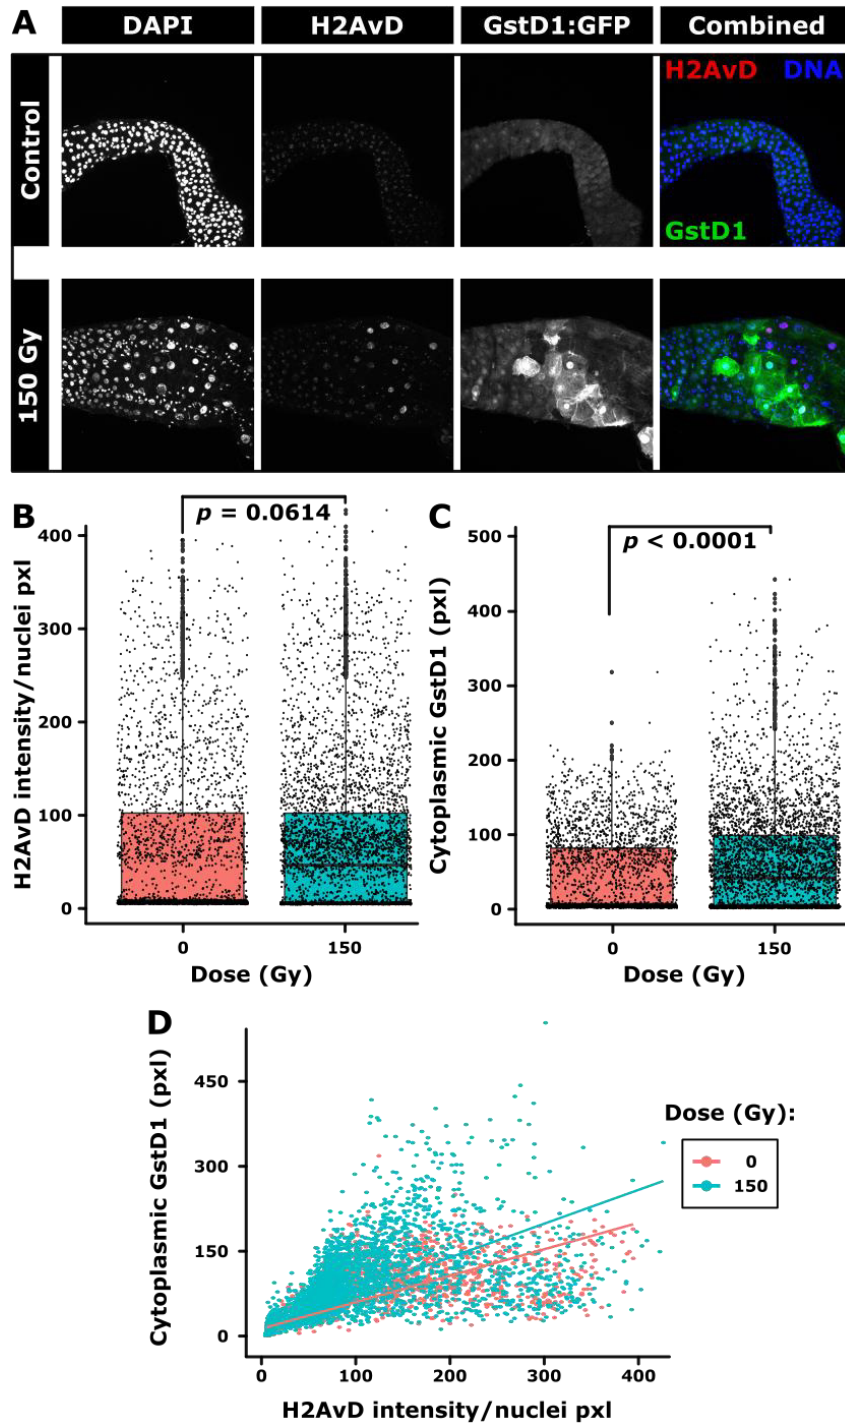 A DAPI H2AvD GstD1:GFP Combined
Control
H2AvD DNA
GstD1
150 Gy
B
p = 0.0614
H2AvD intensity/nuclei pxl
400
300
200
100
0
0 150
Dose (Gy)
C
p < 0.0001
Cytoplasmic GstD1 (pxl)
500
400
300
200
100
0
0 150
Dose (Gy)
D
Cytoplasmic GstD1 (pxl)
450
300
150
0
0 100 200 300 400
H2AvD intensity/nuclei pxl
Dose (Gy):
0
150